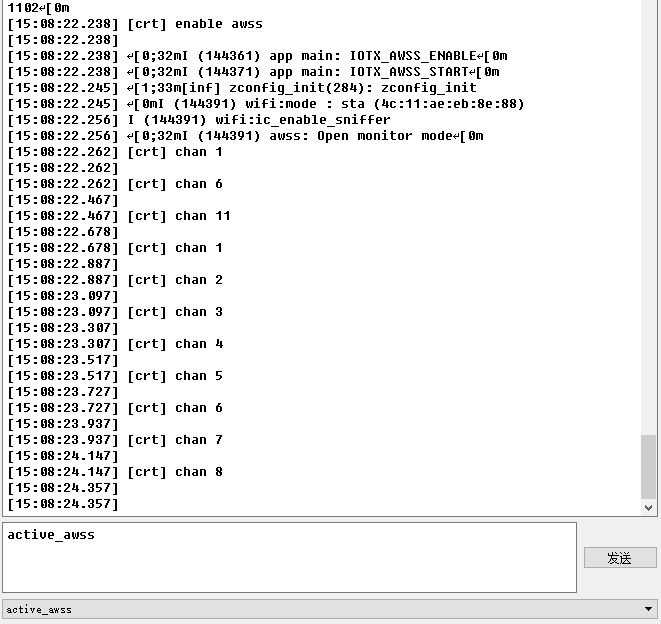 1102↵[0m
[15:08:22.238] [crt] enable awss
[15:08:22.238]
[15:08:22.238] ↵[0;32mI (144361) app main: IOTX_AWSS_ENABLE↵[0m
[15:08:22.238] ↵[0;32mI (144371) app main: IOTX_AWSS_START↵[0m
[15:08:22.245] ↵[1;33m[inf] zconfig_init(284): zconfig_init
[15:08:22.245] ↵[0mI (144391) wifi:mode : sta (4c:11:ae:eb:8e:88)
[15:08:22.256] I (144391) wifi:ic_enable_sniffer
[15:08:22.256] ↵[0;32mI (144391) awss: Open monitor mode↵[0m
[15:08:22.262] [crt] chan 1
[15:08:22.262]
[15:08:22.262] [crt] chan 6
[15:08:22.467]
[15:08:22.467] [crt] chan 11
[15:08:22.678]
[15:08:22.678] [crt] chan 1
[15:08:22.887]
[15:08:22.887] [crt] chan 2
[15:08:23.097]
[15:08:23.097] [crt] chan 3
[15:08:23.307]
[15:08:23.307] [crt] chan 4
[15:08:23.517]
[15:08:23.517] [crt] chan 5
[15:08:23.727]
[15:08:23.727] [crt] chan 6
[15:08:23.937]
[15:08:23.937] [crt] chan 7
[15:08:24.147]
[15:08:24.147] [crt] chan 8
[15:08:24.357]
[15:08:24.357]
active_awss
发送
active_awss